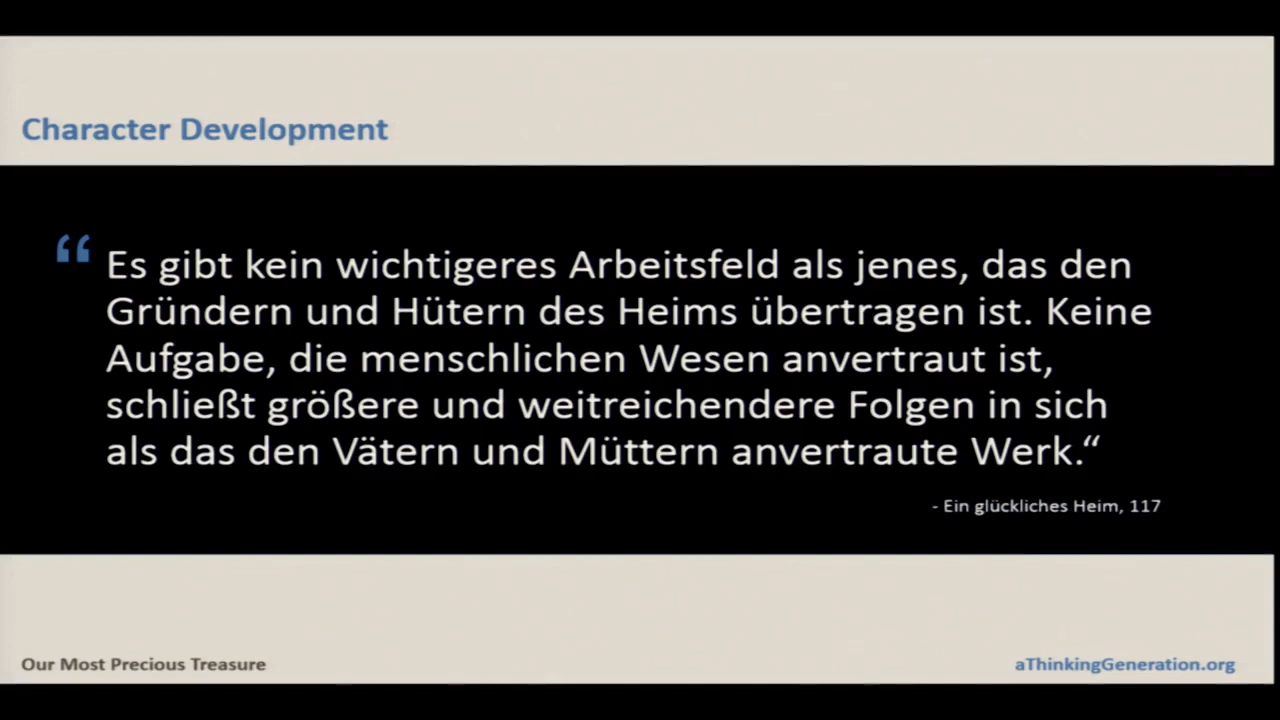 Character Development
“ Es gibt kein wichtigeres Arbeitsfeld als jenes, das den
Gründern und Hütern des Heims übertragen ist. Keine
Aufgabe, die menschlichen Wesen anvertraut ist,
schließt größere und weitreichendere Folgen in sich
als das den Vätern und Müttern anvertraute Werk.“
- Ein glückliches Heim, 117
Our Most Precious Treasure
aThinkingGeneration.org